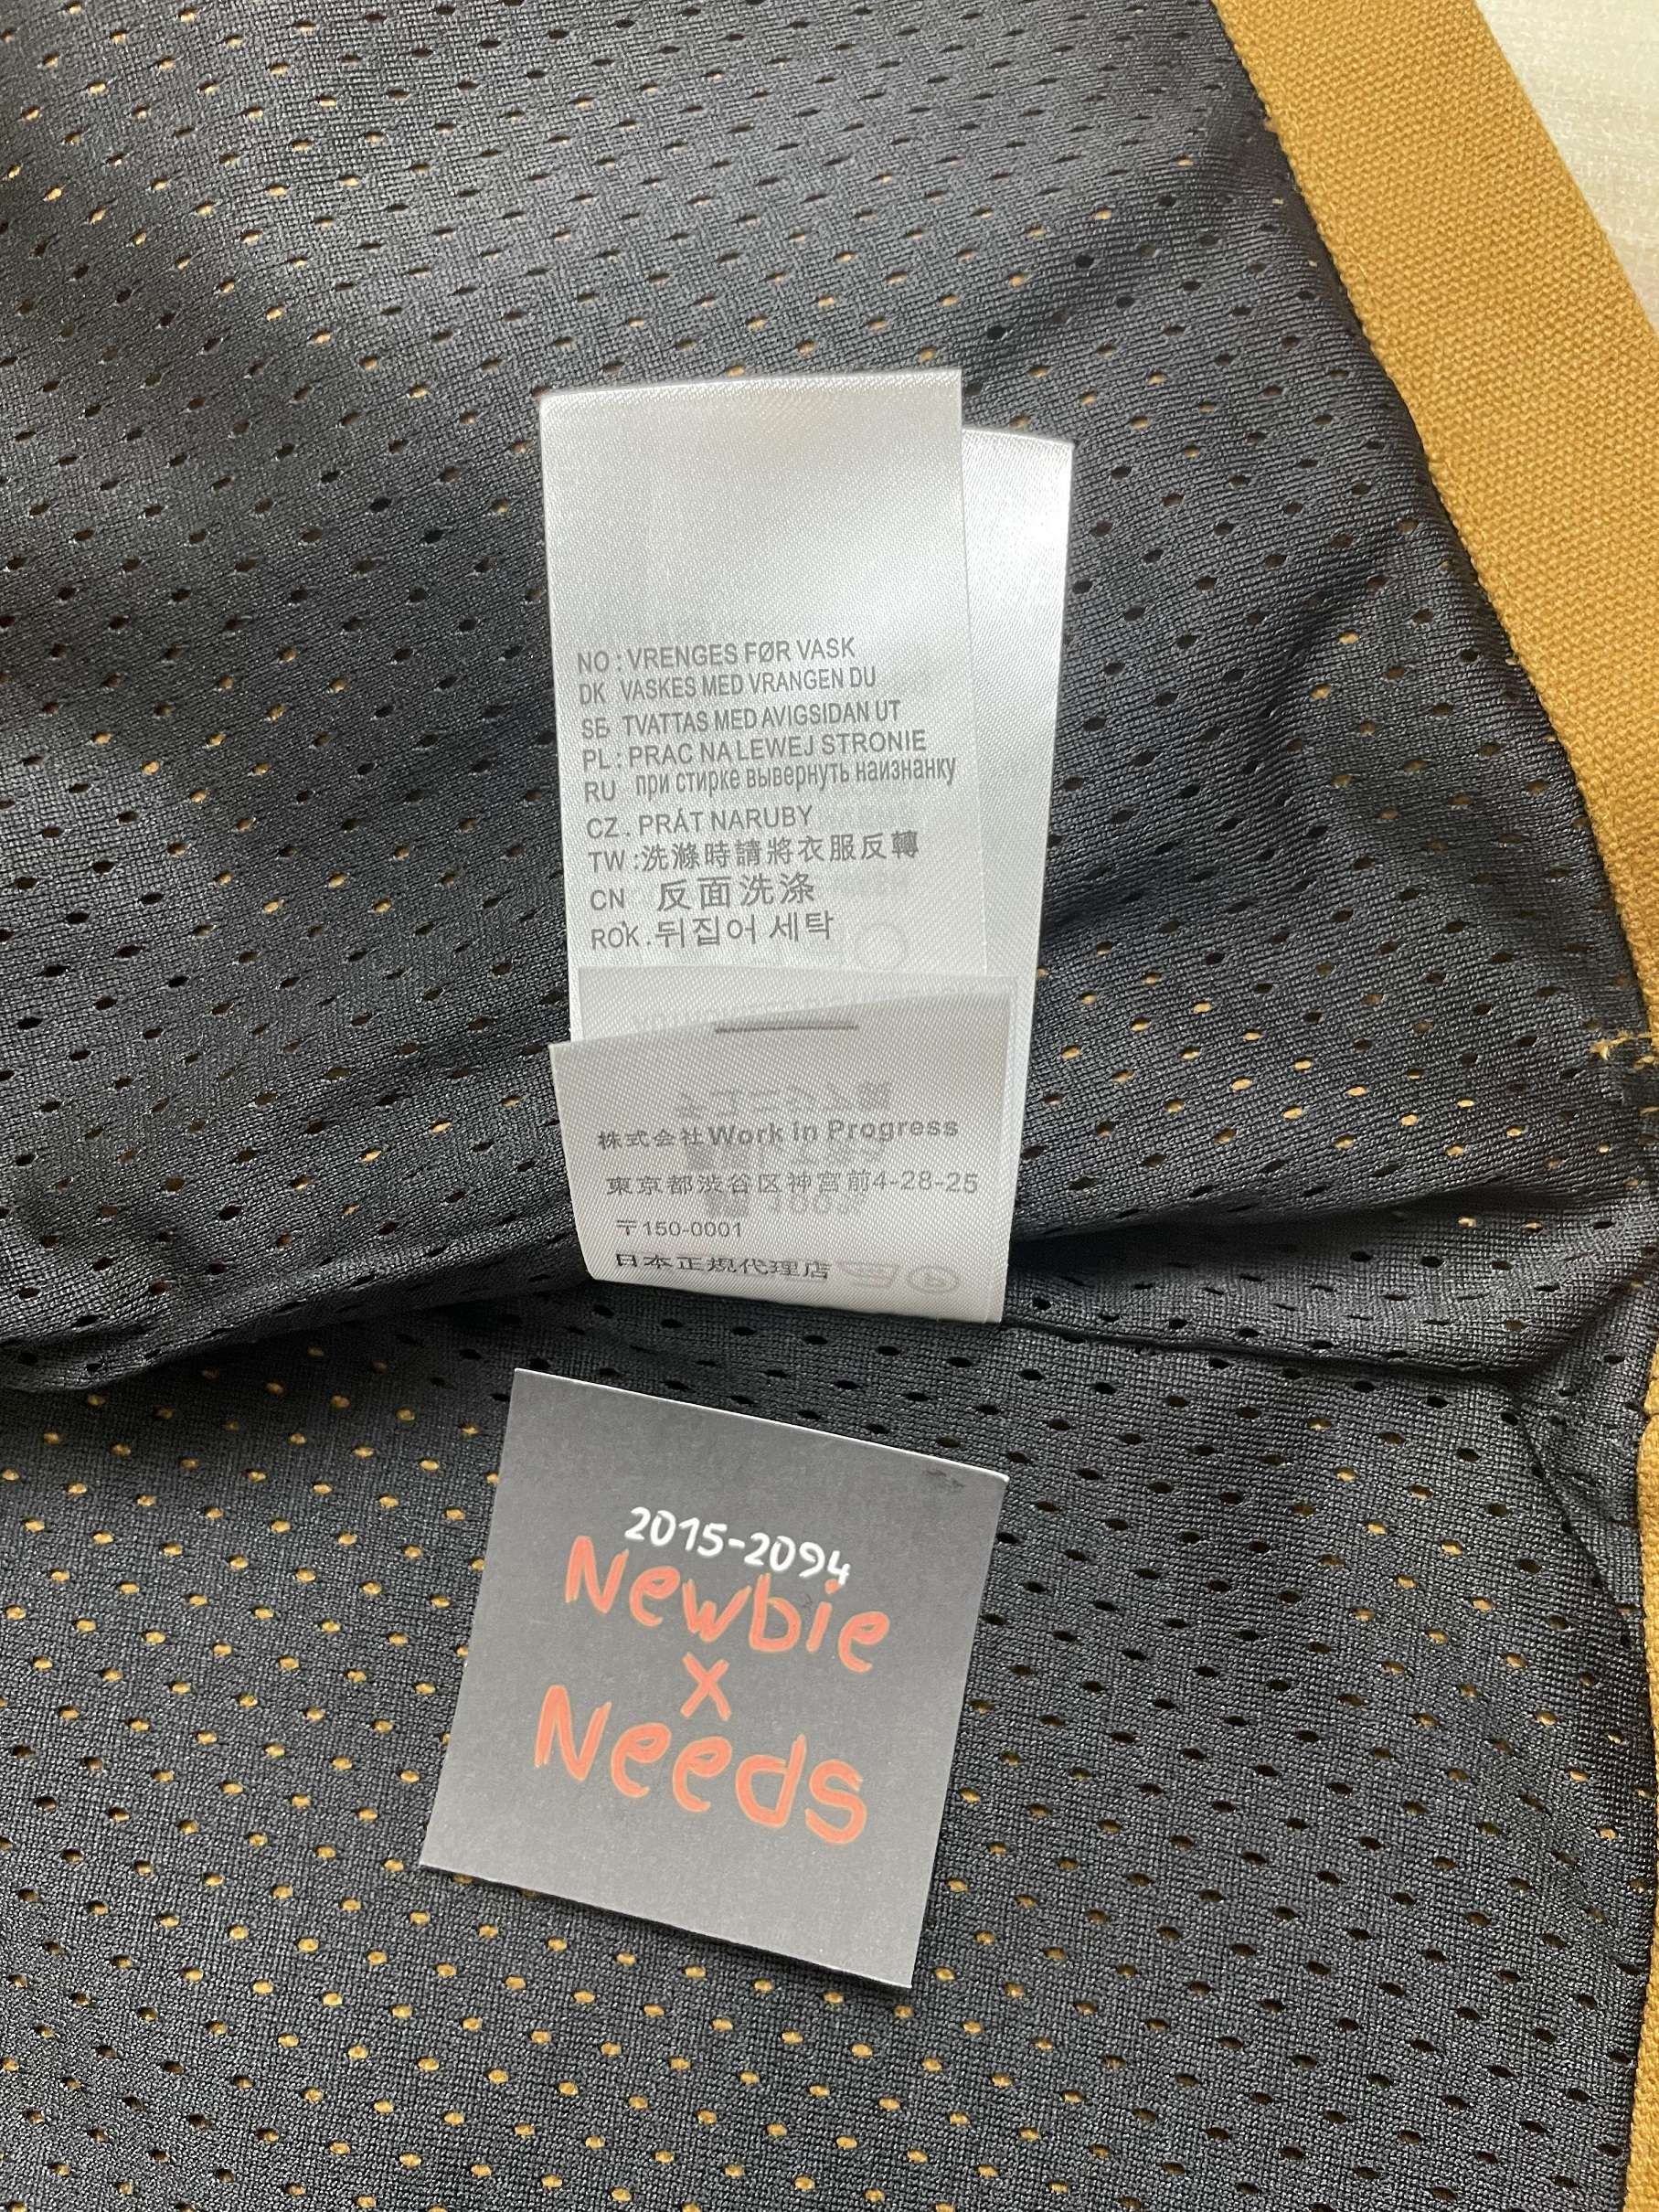 NO : VRENGES FØR VASK
DK VASKES MED VRANGEN DU
SE TVATTAS MED AVIGSIDAN UT
PL : PRAC NA LEWEJ STRONIE
RU при стирке вывернуть наизнанку
CZ . PRÁT NARUBY
TW :洗滌時請將衣服反轉
CN 反面洗涤
ROK .뒤집어 세탁
株式会社Work in Progress
東京都渋谷区神宮前4-28-25
〒150-0001
日本正規代理店
2015-2094
Newbie
x
Needs